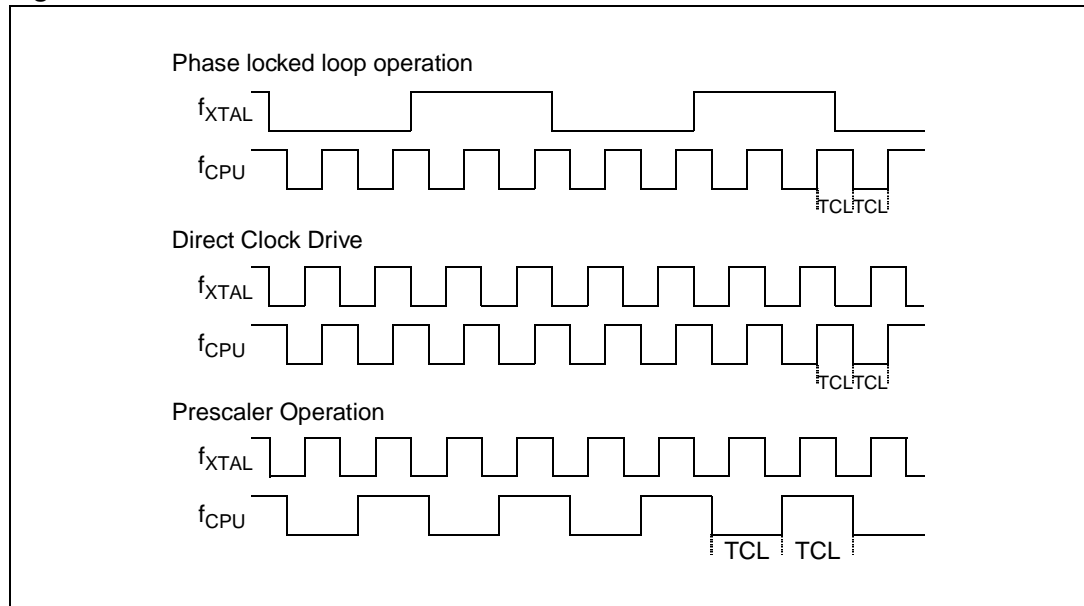 Phase locked loop operation
fXTAL
fCPU
TCL TCL
Direct Clock Drive
fXTAL
fCPU
TCL TCL
Prescaler Operation
fXTAL
fCPU
TCL TCL